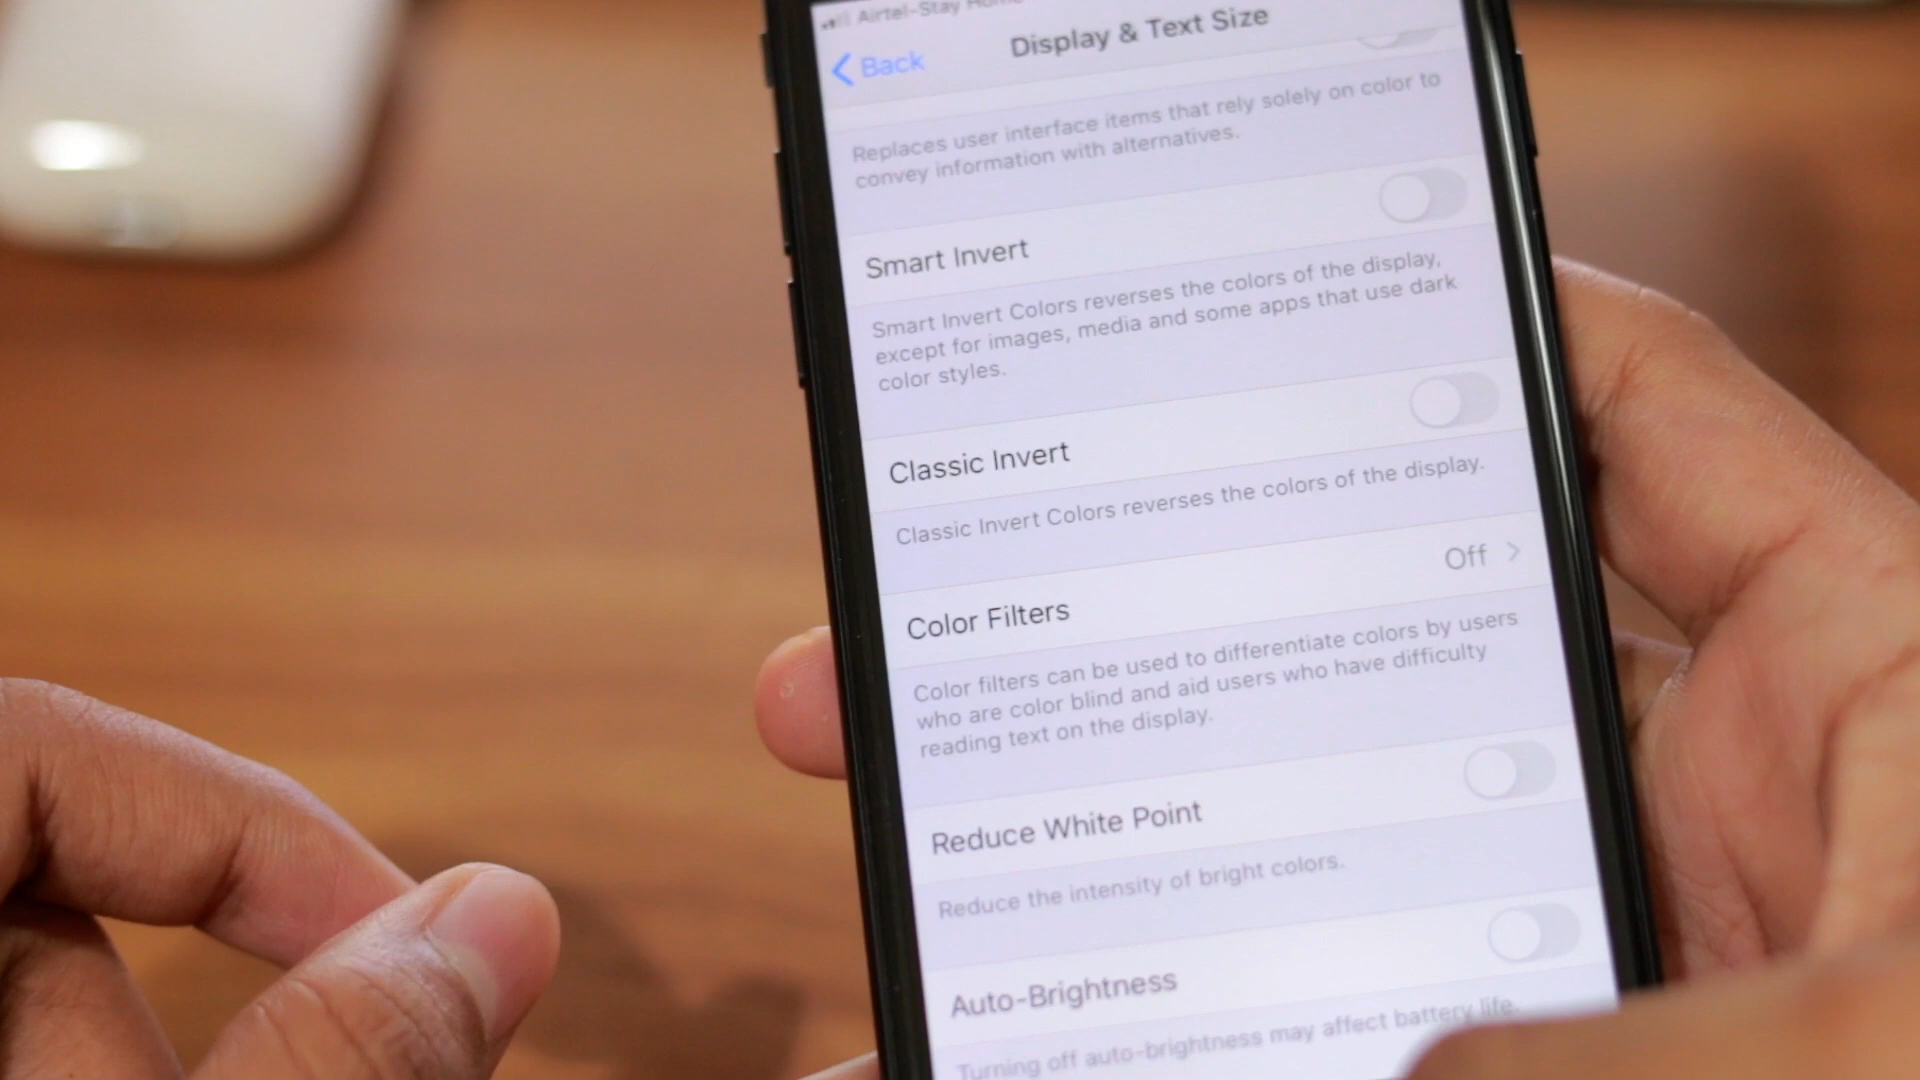 Airtel-Stay Home
Back
Display & Text Size
Replaces user interface items that rely solely on color to
convey information with alternatives.
Smart Invert
Smart Invert Colors reverses the colors of the display,
except for images, media and some apps that use dark
color styles.
Classic Invert
Classic Invert Colors reverses the colors of the display.
Color Filters
Off
Color filters can be used to differentiate colors by users
who are color blind and aid users who have difficulty
reading text on the display.
Reduce White Point
Reduce the intensity of bright colors.
Auto-Brightness
Turning off auto-brightness may affect battery life.